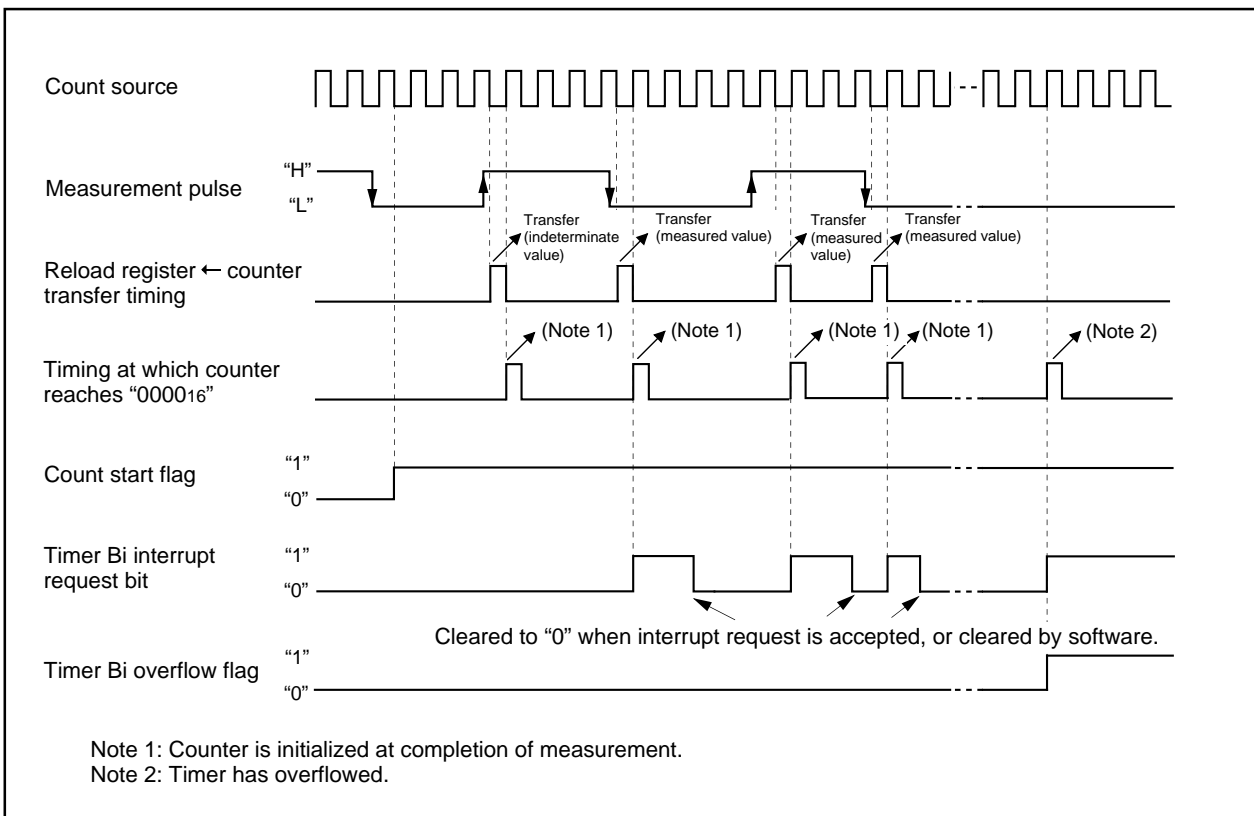 Count source
Measurement pulse
“H”
“L”
Transfer
(indeterminate
value)
Transfer
(measured value)
Transfer
(measured
value)
Transfer
(measured value)
Reload register ← counter
transfer timing
(Note 1)
(Note 1)
(Note 1)
(Note 1)
(Note 2)
Timing at which counter
reaches “000016”
Count start flag
“1”
“0”
Timer Bi interrupt
request bit
“1”
“0”
Cleared to “0” when interrupt request is accepted, or cleared by software.
Timer Bi overflow flag
“1”
“0”
Note 1: Counter is initialized at completion of measurement.
Note 2: Timer has overflowed.